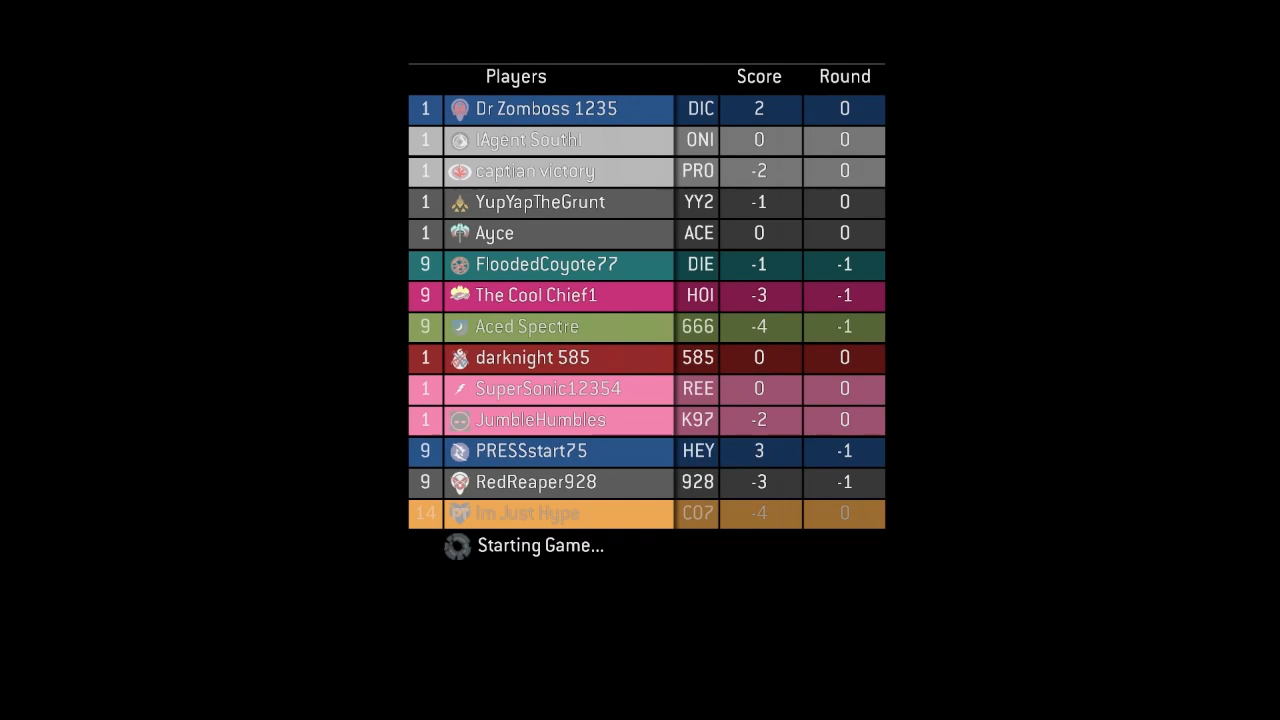 Players Score Round
1 Dr Zomboss 1235 DIC 2 0
1 lAgent Southl ONI 0 0
1 captian victory PRO -2 0
1 YupYapTheGrunt YY2 -1 0
1 Ayce ACE 0 0
9 FloodedCoyote77 DIE -1 -1
9 The Cool Chief1 HOI -3 -1
9 Aced Spectre 666 -4 -1
1 darknight 585 585 0 0
1 SuperSonic12354 REE 0 0
1 JumbleHumbles K97 -2 0
9 PRESSstart75 HEY 3 -1
9 RedReaper928 928 -3 -1
14 Im Just Hype C07 -4 0
Starting Game...